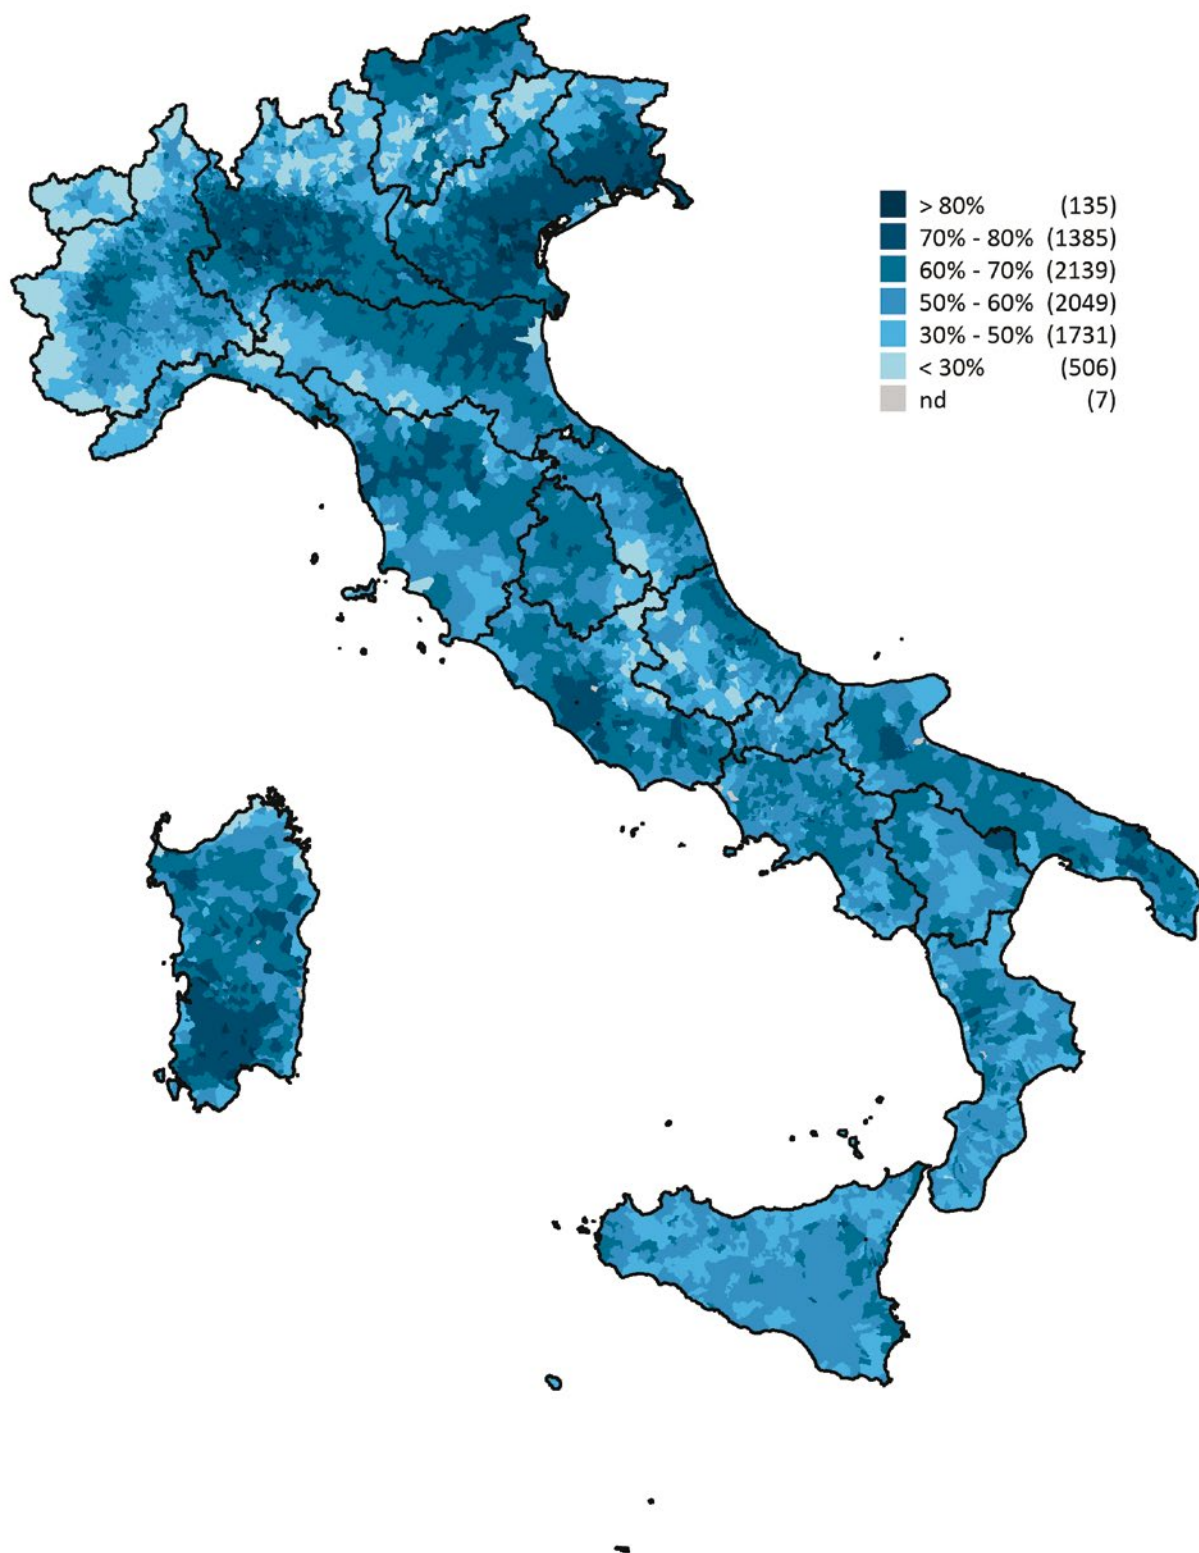 > 80% (135)
70% - 80% (1385)
60% - 70% (2139)
50% - 60% (2049)
30% - 50% (1731)
< 30% (506)
nd (7)